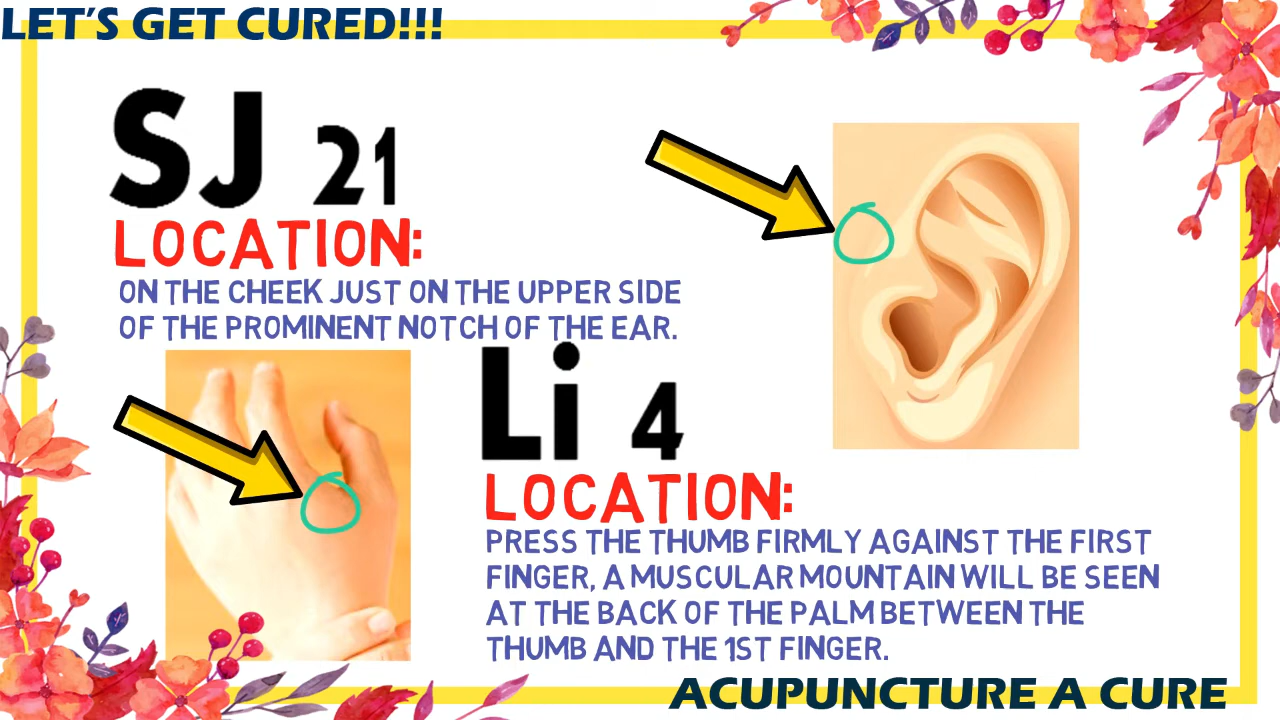 LET'S GET CURED!!!
SJ 21
LOCATION:
ON THE CHEEK JUST ON THE UPPER SIDE
OF THE PROMINENT NOTCH OF THE EAR.
Li 4
LOCATION:
PRESS THE THUMB FIRMLY AGAINST THE FIRST
FINGER, A MUSCULAR MOUNTAIN WILL BE SEEN
AT THE BACK OF THE PALM BETWEEN THE
THUMB AND THE 1ST FINGER.
ACUPUNCTURE A CURE